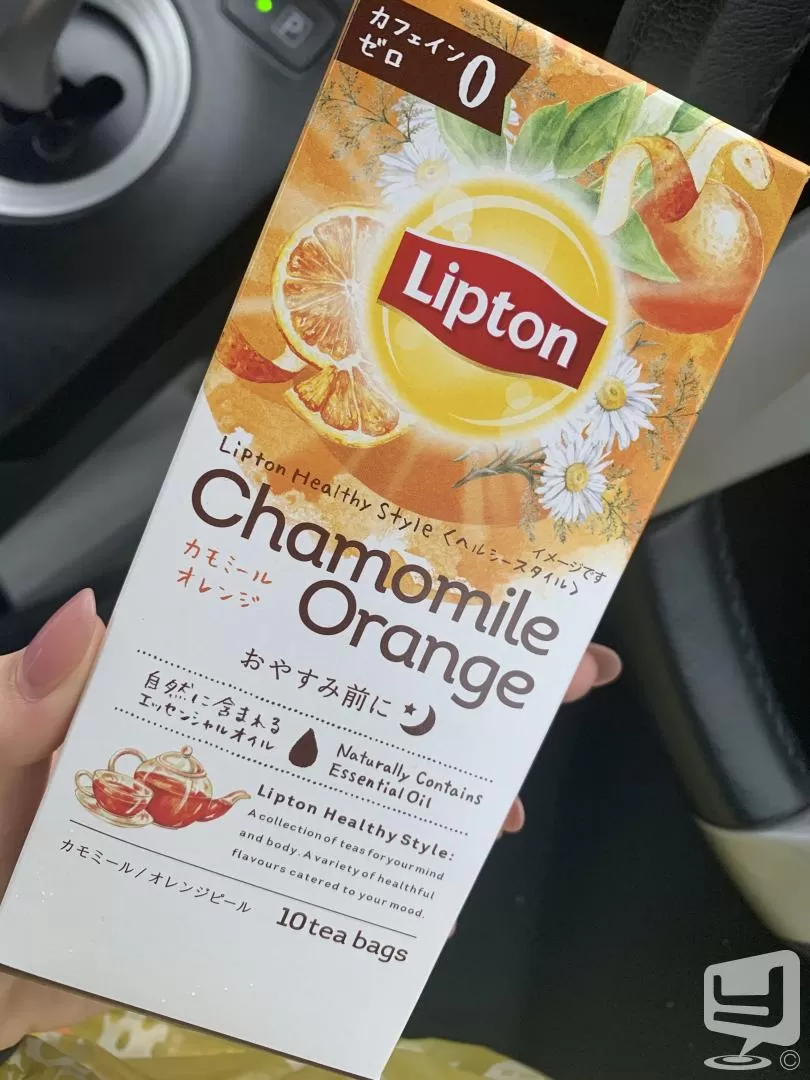 カフェイン
ゼロ 0
P
Lipton
Lipton Healthy Style <ヘルシースタイル>
イメージです
Chamomile
カモミール
オレンジ
Orange
おやすみ前に
自然に含まれる
エッセンシャルオイル
Naturally Contains
Essential Oil
Lipton Healthy Style:
A collection of teas for your mind
and body. A variety of healthful
flavours catered to your mood.
カモミール/オレンジピール
10 tea bags
©